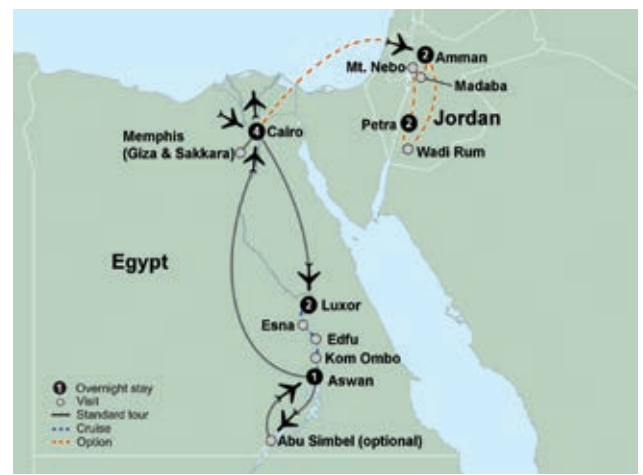 2
Amman
Mt. Nebo
Madaba
Petra
2
Jordan
Wadi Rum
4
Cairo
Memphis
(Giza & Sakkara)
Egypt
2
Luxor
Esna
Edfu
Kom Ombo
1
Aswan
Abu Simbel (optional)
1 Overnight stay
Visit
Standard tour
Cruise
Option